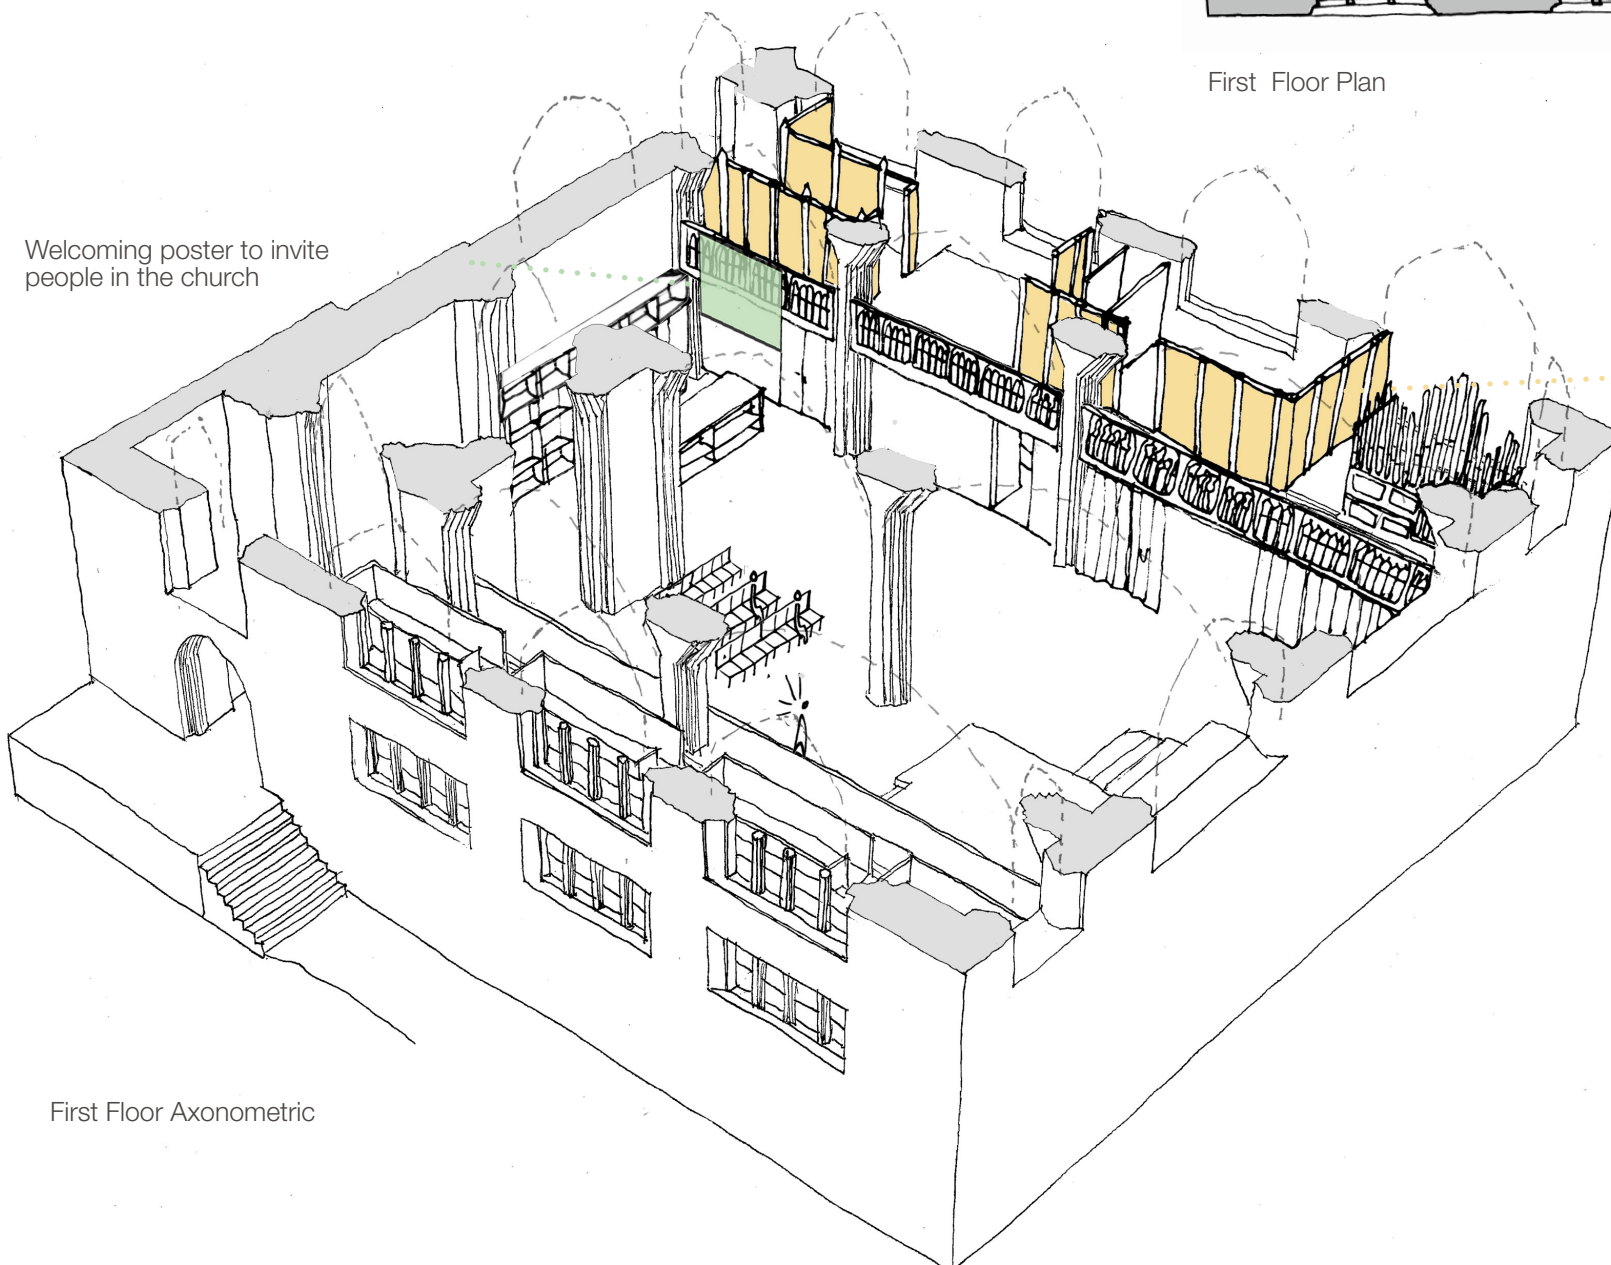 First Floor Plan
Welcoming poster to invite
people in the church
First Floor Axonometric